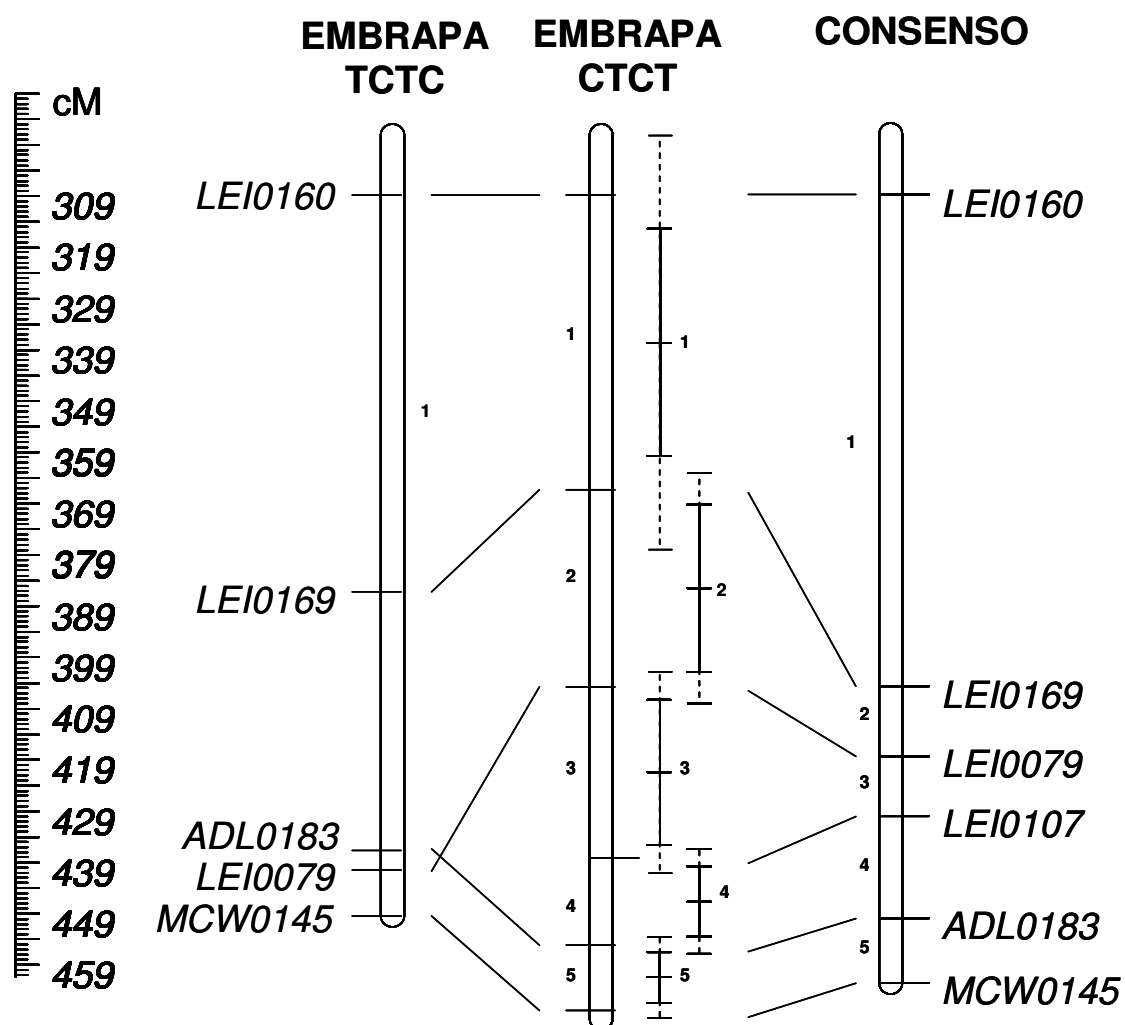 EMBRAPA
TCTC
EMBRAPA
CTCT
CONSENSO
cM
309
319
329
339
349
359
369
379
389
399
409
419
429
439
449
459
LEI0160
LEI0169
ADL0183
LEI0079
MCW0145
1
1
2
3
4
5
1
2
3
4
5
1
2
3
4
5
LEI0160
LEI0169
LEI0079
LEI0107
ADL0183
MCW0145